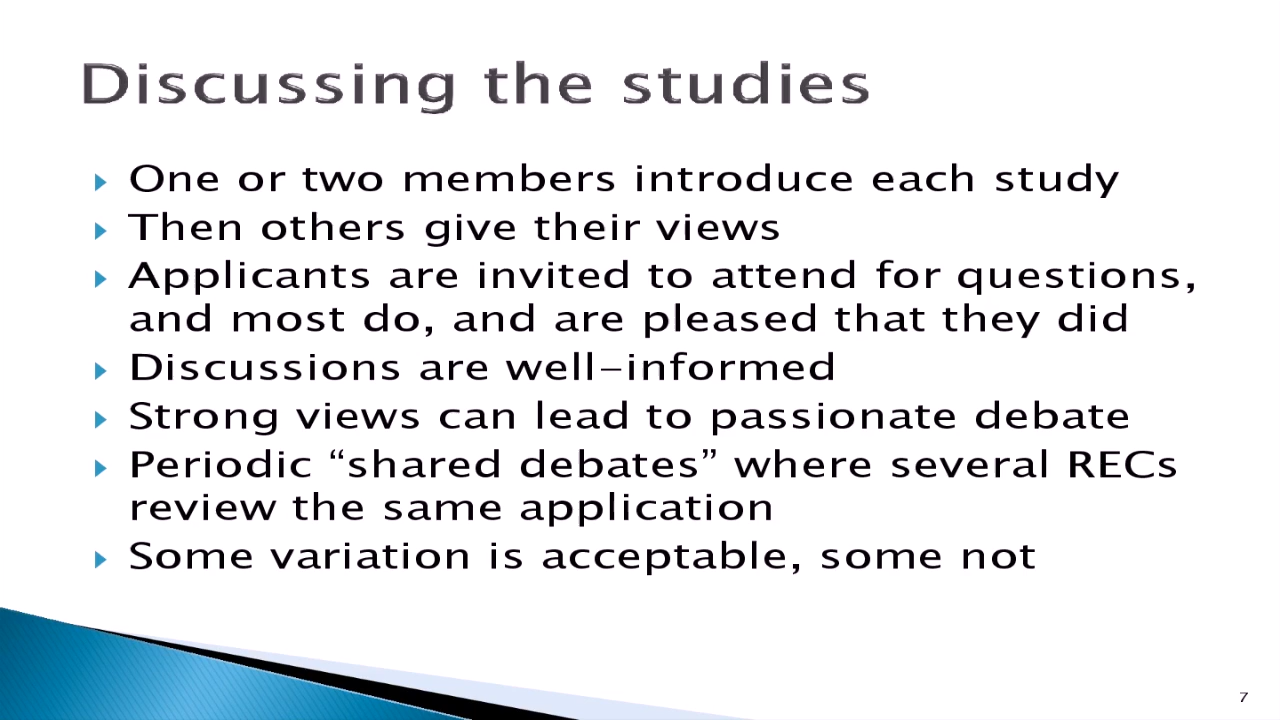 Discussing the studies
One or two members introduce each study
Then others give their views
Applicants are invited to attend for questions,
and most do, and are pleased that they did
Discussions are well-informed
Strong views can lead to passionate debate
Periodic “shared debates” where several RECs
review the same application
Some variation is acceptable, some not
7